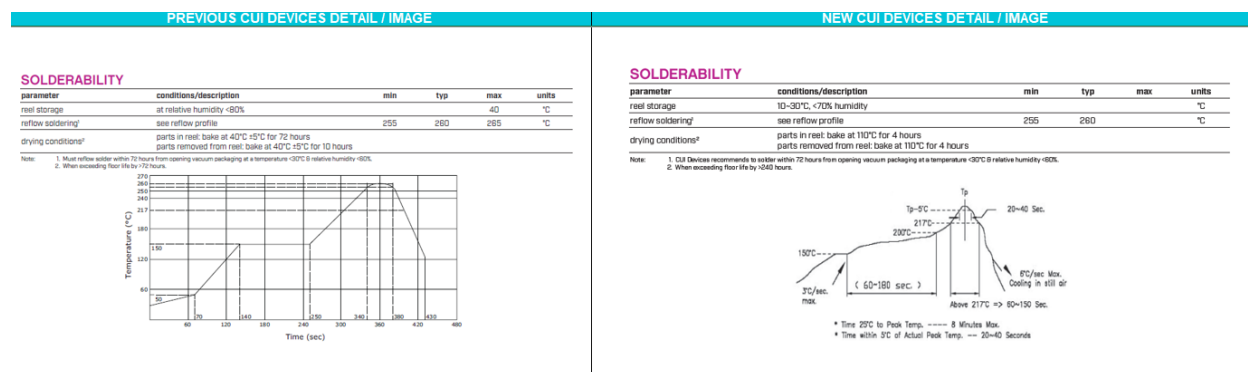 PREVIOUS CUI DEVICES DETAIL / IMAGE
SOLDERABILITY
parameter conditions/description min typ max units
reel storage at relative humidity <80% 40 °C
reflow soldering¹ see reflow profile 255 260 265 °C
drying conditions² parts in reel: bake at 40°C ±5°C for 72 hours
parts removed from reel: bake at 40°C ±5°C for 10 hours
Note: 1. Must reflow solder within 72 hours from opening vacuum packaging at a temperature <30°C & relative humidity <60%.
2. When exceeding floor life by >72 hours.
Temperature (°C)
270
260
250
240
217
180
150
120
60
50
70 140 250 340 380 430
60 120 180 240 300 360 420 480
Time (sec)
NEW CUI DEVICES DETAIL / IMAGE
SOLDERABILITY
parameter conditions/description min typ max units
reel storage 10~30°C, <70% humidity °C
reflow soldering¹ see reflow profile 255 260 °C
drying conditions² parts in reel: bake at 110°C for 4 hours
parts removed from reel: bake at 110°C for 4 hours
Note: 1. CUI Devices recommends to solder within 72 hours from opening vacuum packaging at a temperature <30°C & relative humidity <60%.
2. When exceeding floor life by >240 hours.
Tp
Tp-5°C 20~40 Sec.
217°C
200°C
150°C
3°C/sec. max.
( 60-180 sec. )
6°C/sec Max.
Cooling in still air
Above 217°C => 60~150 Sec.
* Time 25°C to Peak Temp. ---- 8 Minutes Max.
* Time within 5°C of Actual Peak Temp. -- 20~40 Seconds